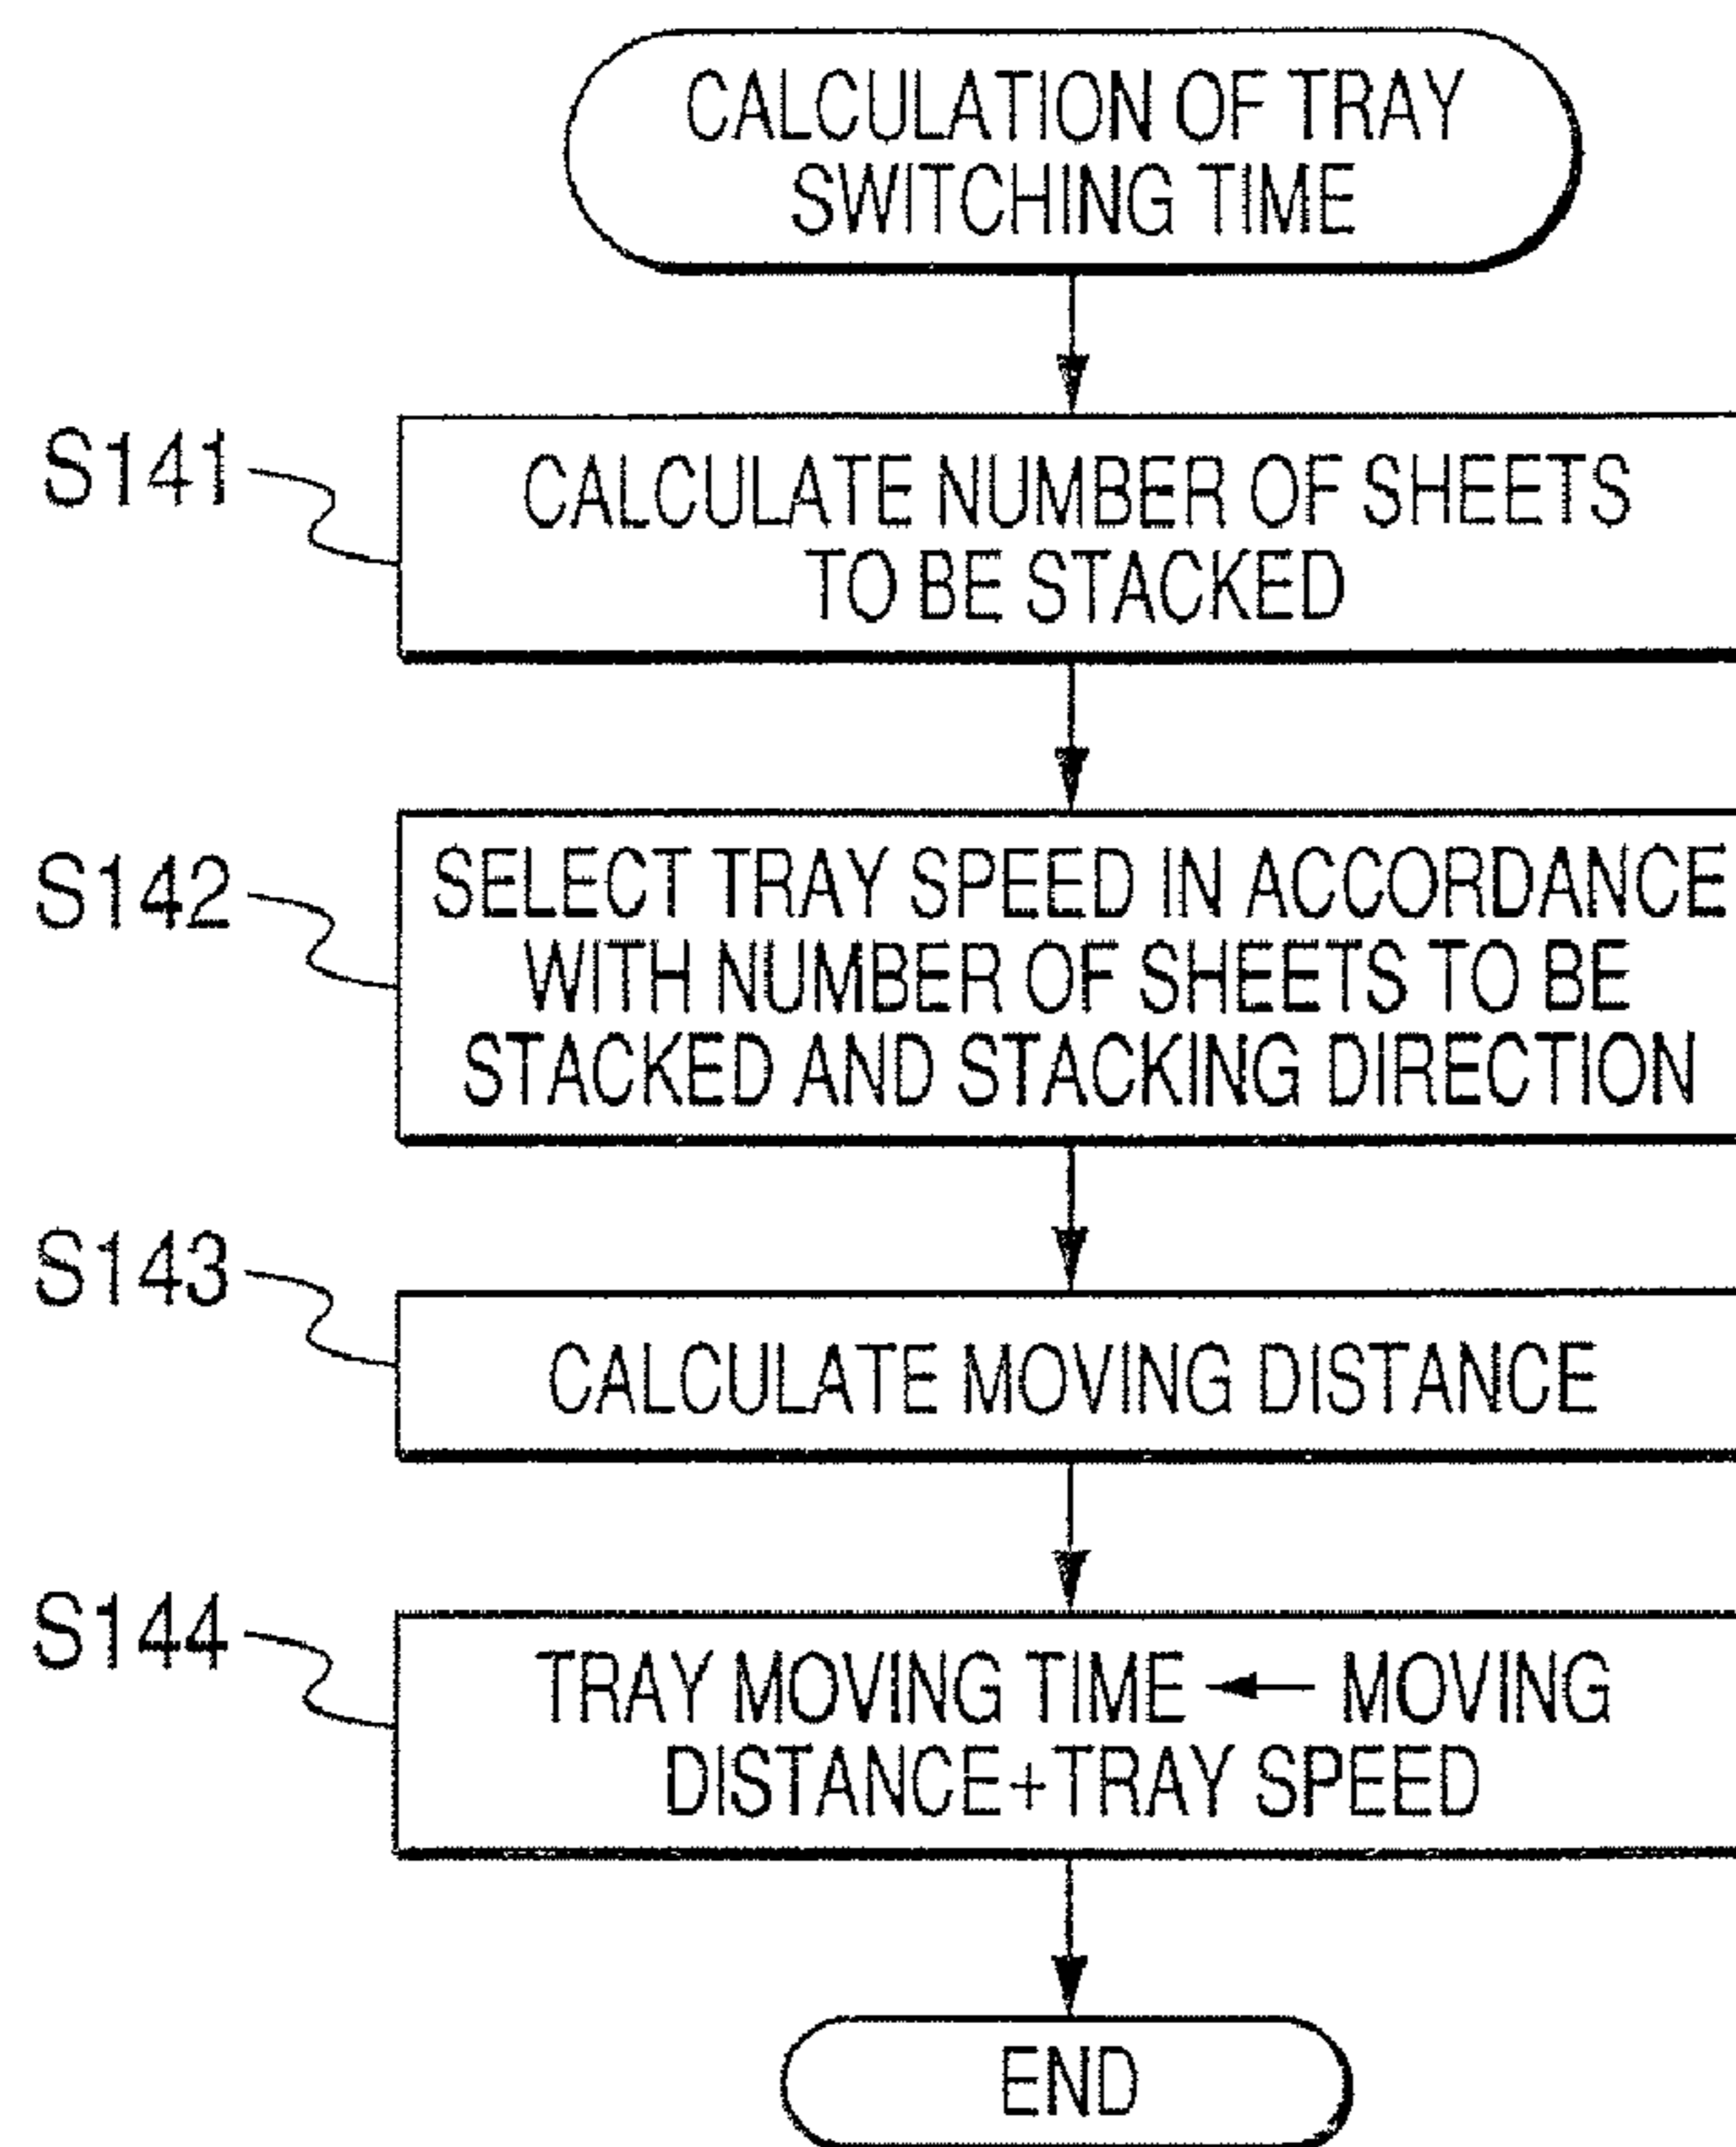 CALCULATION OF TRAY
SWITCHING TIME
S141
CALCULATE NUMBER OF SHEETS
TO BE STACKED
S142
SELECT TRAY SPEED IN ACCORDANCE
WITH NUMBER OF SHEETS TO BE
STACKED AND STACKING DIRECTION
S143
CALCULATE MOVING DISTANCE
S144
TRAY MOVING TIME ← MOVING
DISTANCE+TRAY SPEED
END